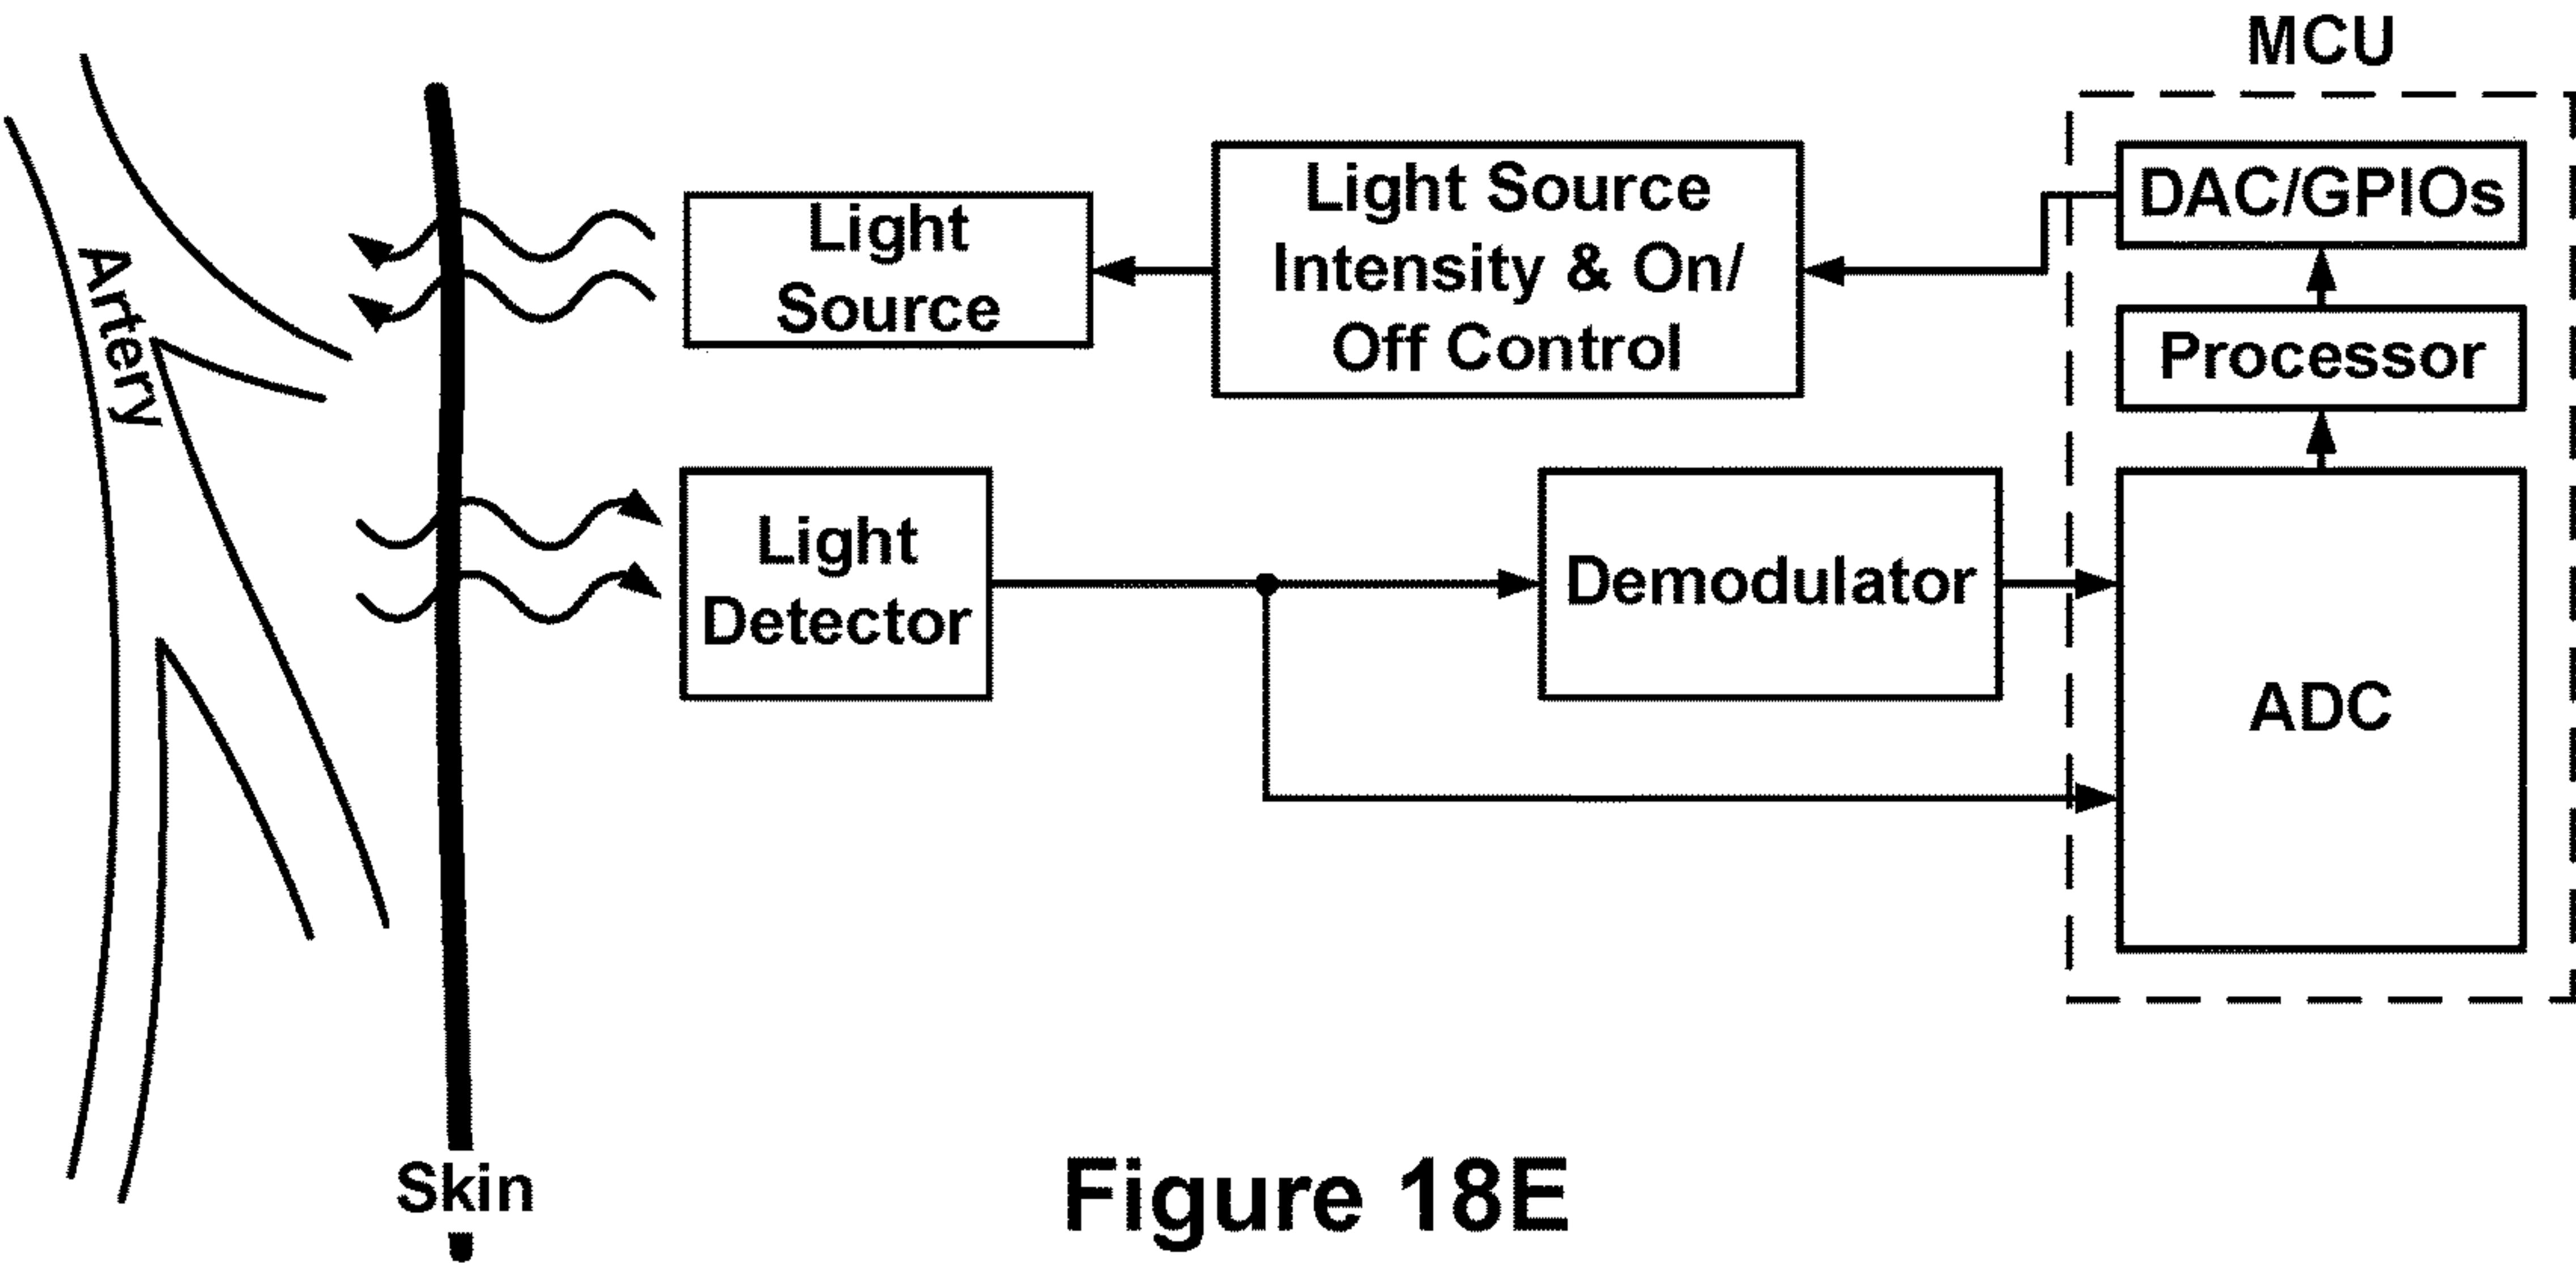 MCU
Light
Source
Light Source
Intensity & On/
Off Control
DAC/GPIOs
Processor
Artery
Light
Detector
Demodulator
ADC
Skin
Figure 18E